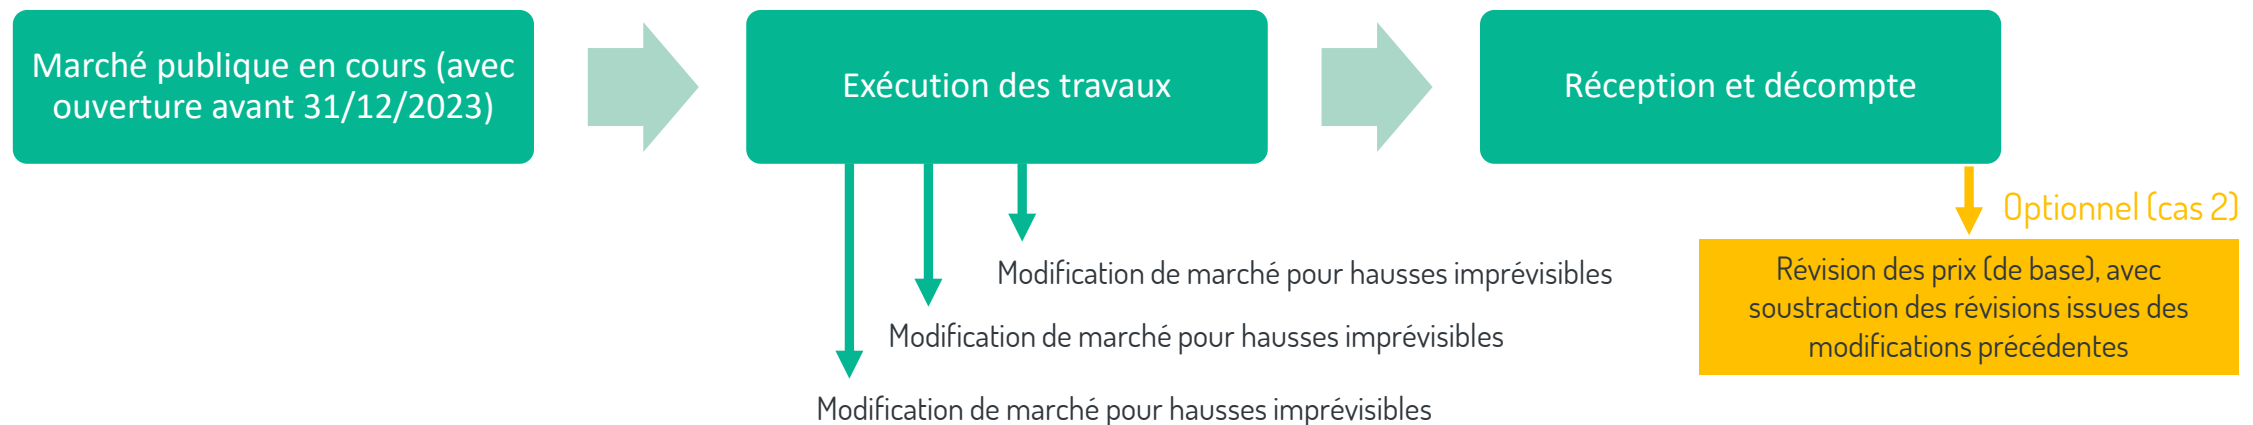 Marché publique en cours (avec
ouverture avant 31/12/2023)
Exécution des travaux
Réception et décompte
Optionnel (cas 2)
Révision des prix (de base), avec
soustraction des révisions issues des
modifications précédentes
Modification de marché pour hausses imprévisibles
Modification de marché pour hausses imprévisibles
Modification de marché pour hausses imprévisibles